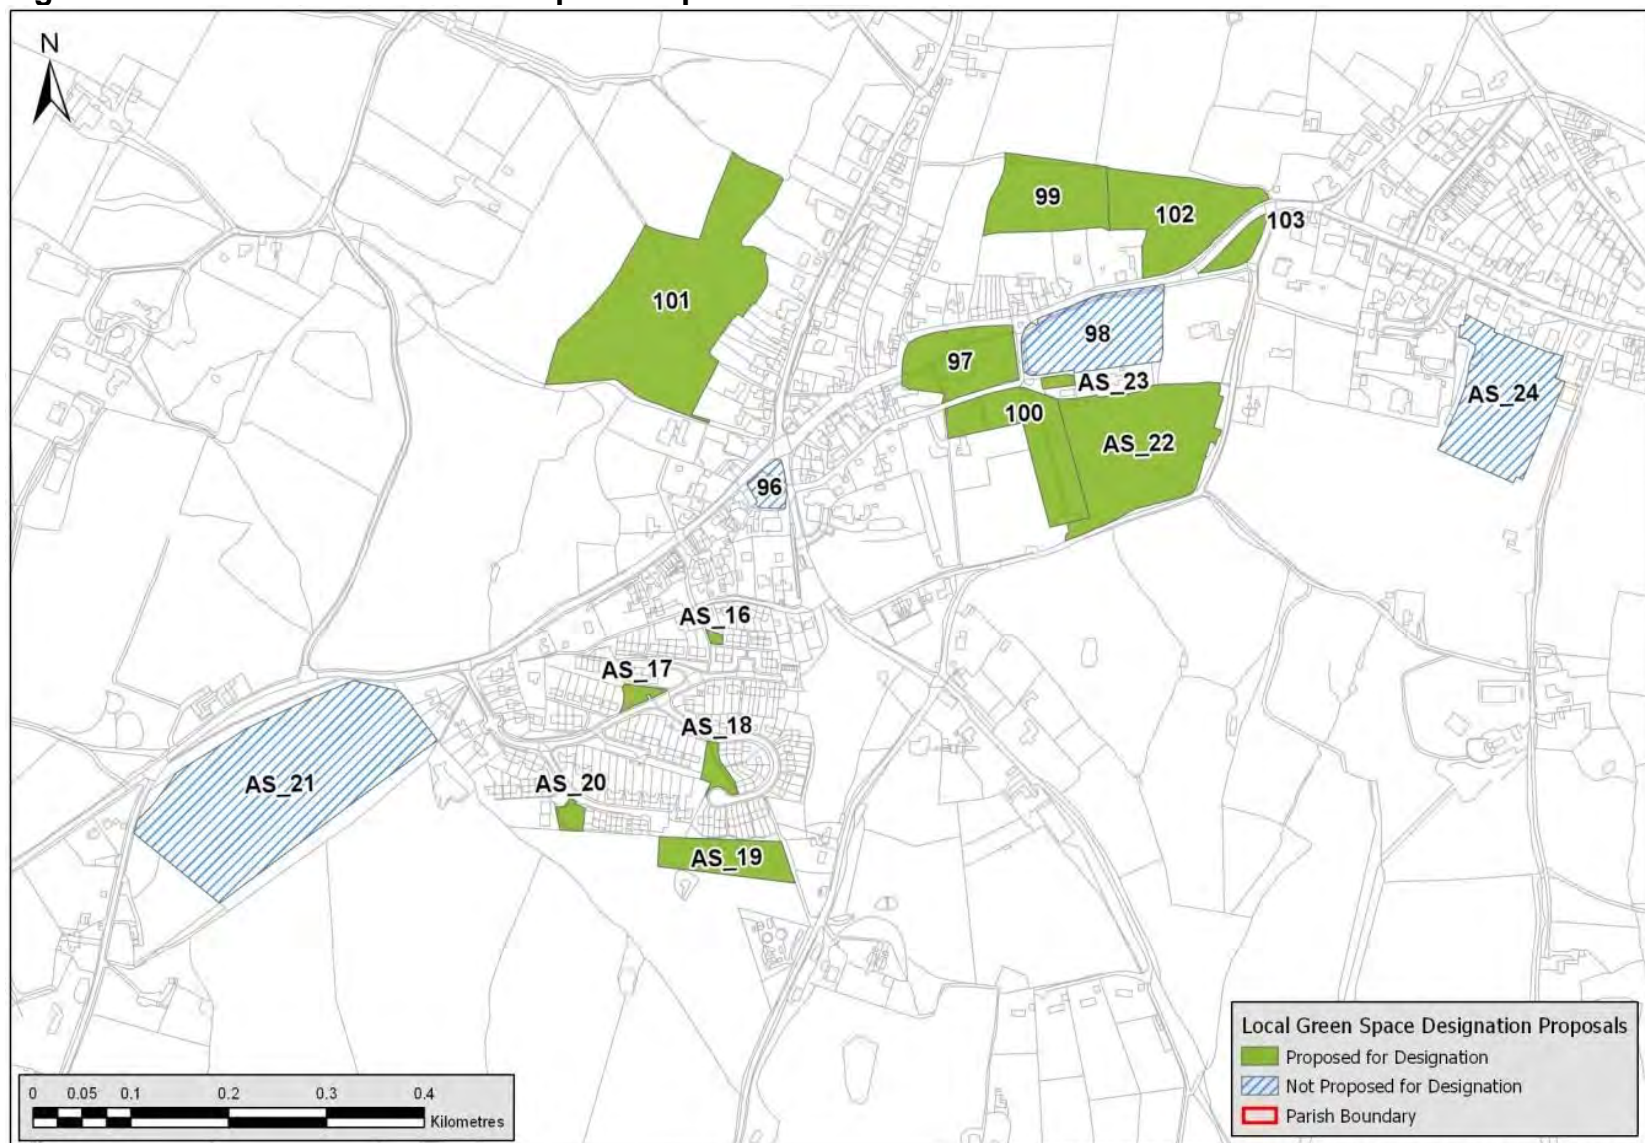 N
99
102
103
101
98
97
AS_23
AS_24
100
AS_22
96
AS_16
AS_17
AS_18
AS_20
AS_21
AS_19
Local Green Space Designation Proposals
Proposed for Designation
Not Proposed for Designation
Parish Boundary
0 0.05 0.1 0.2 0.3 0.4
Kilometres